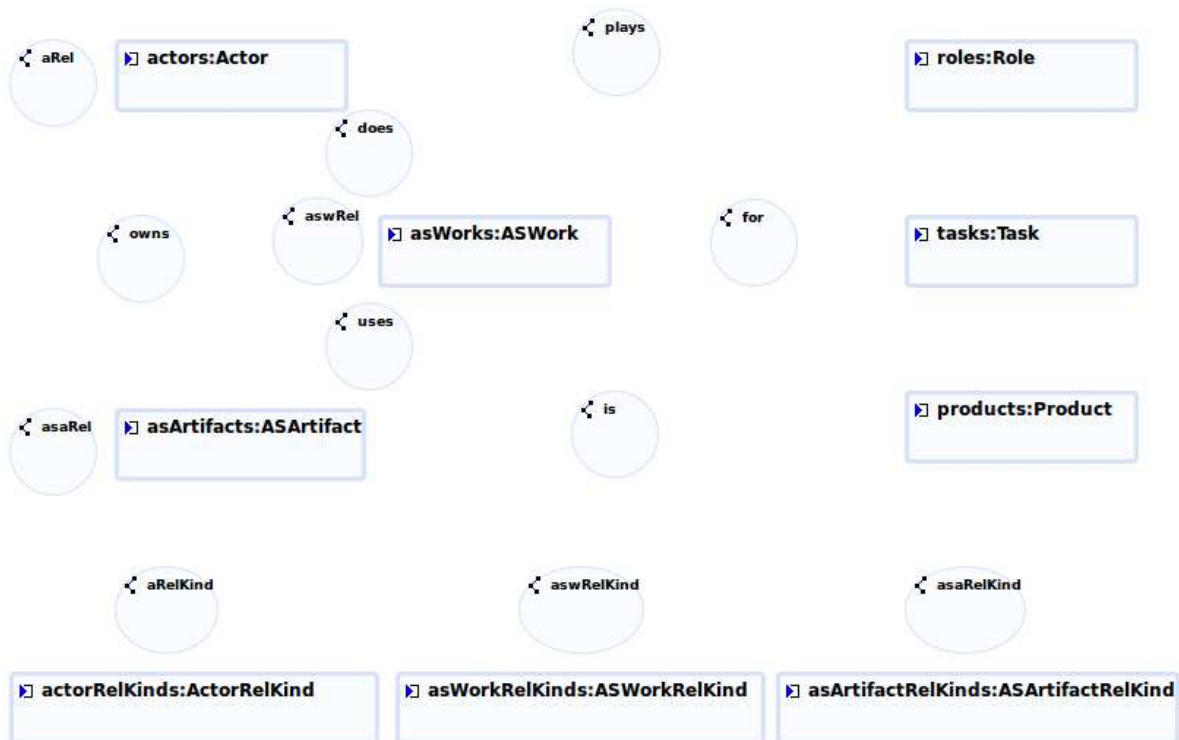 plays
aRel
actors:Actor
roles:Role
does
aswRel
for
owns
asWorks:ASWork
tasks:Task
uses
is
products:Product
asaRel
asArtifacts:ASArtifact
aRelKind
aswRelKind
asaRelKind
actorRelKinds:ActorRelKind
asWorkRelKinds:ASWorkRelKind
asArtifactRelKinds:ASArtifactRelKind